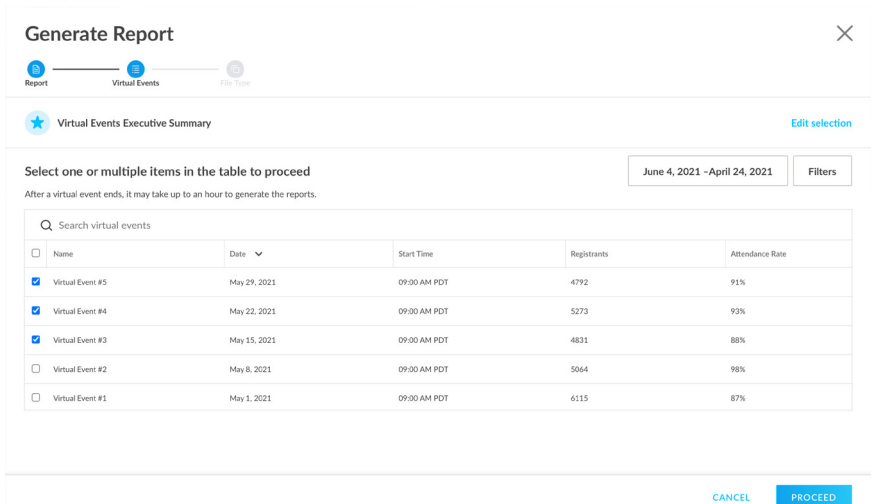 Generate Report
Report Virtual Events File Type
Virtual Events Executive Summary Edit selection
Select one or multiple items in the table to proceed June 4, 2021 –April 24, 2021 Filters
After a virtual event ends, it may take up to an hour to generate the reports.
Search virtual events
Name Date Start Time Registrants Attendance Rate
Virtual Event #5 May 29, 2021 09:00 AM PDT 4792 91%
Virtual Event #4 May 22, 2021 09:00 AM PDT 5273 93%
Virtual Event #3 May 15, 2021 09:00 AM PDT 4831 88%
Virtual Event #2 May 8, 2021 09:00 AM PDT 5064 98%
Virtual Event #1 May 1, 2021 09:00 AM PDT 6115 87%
CANCEL PROCEED